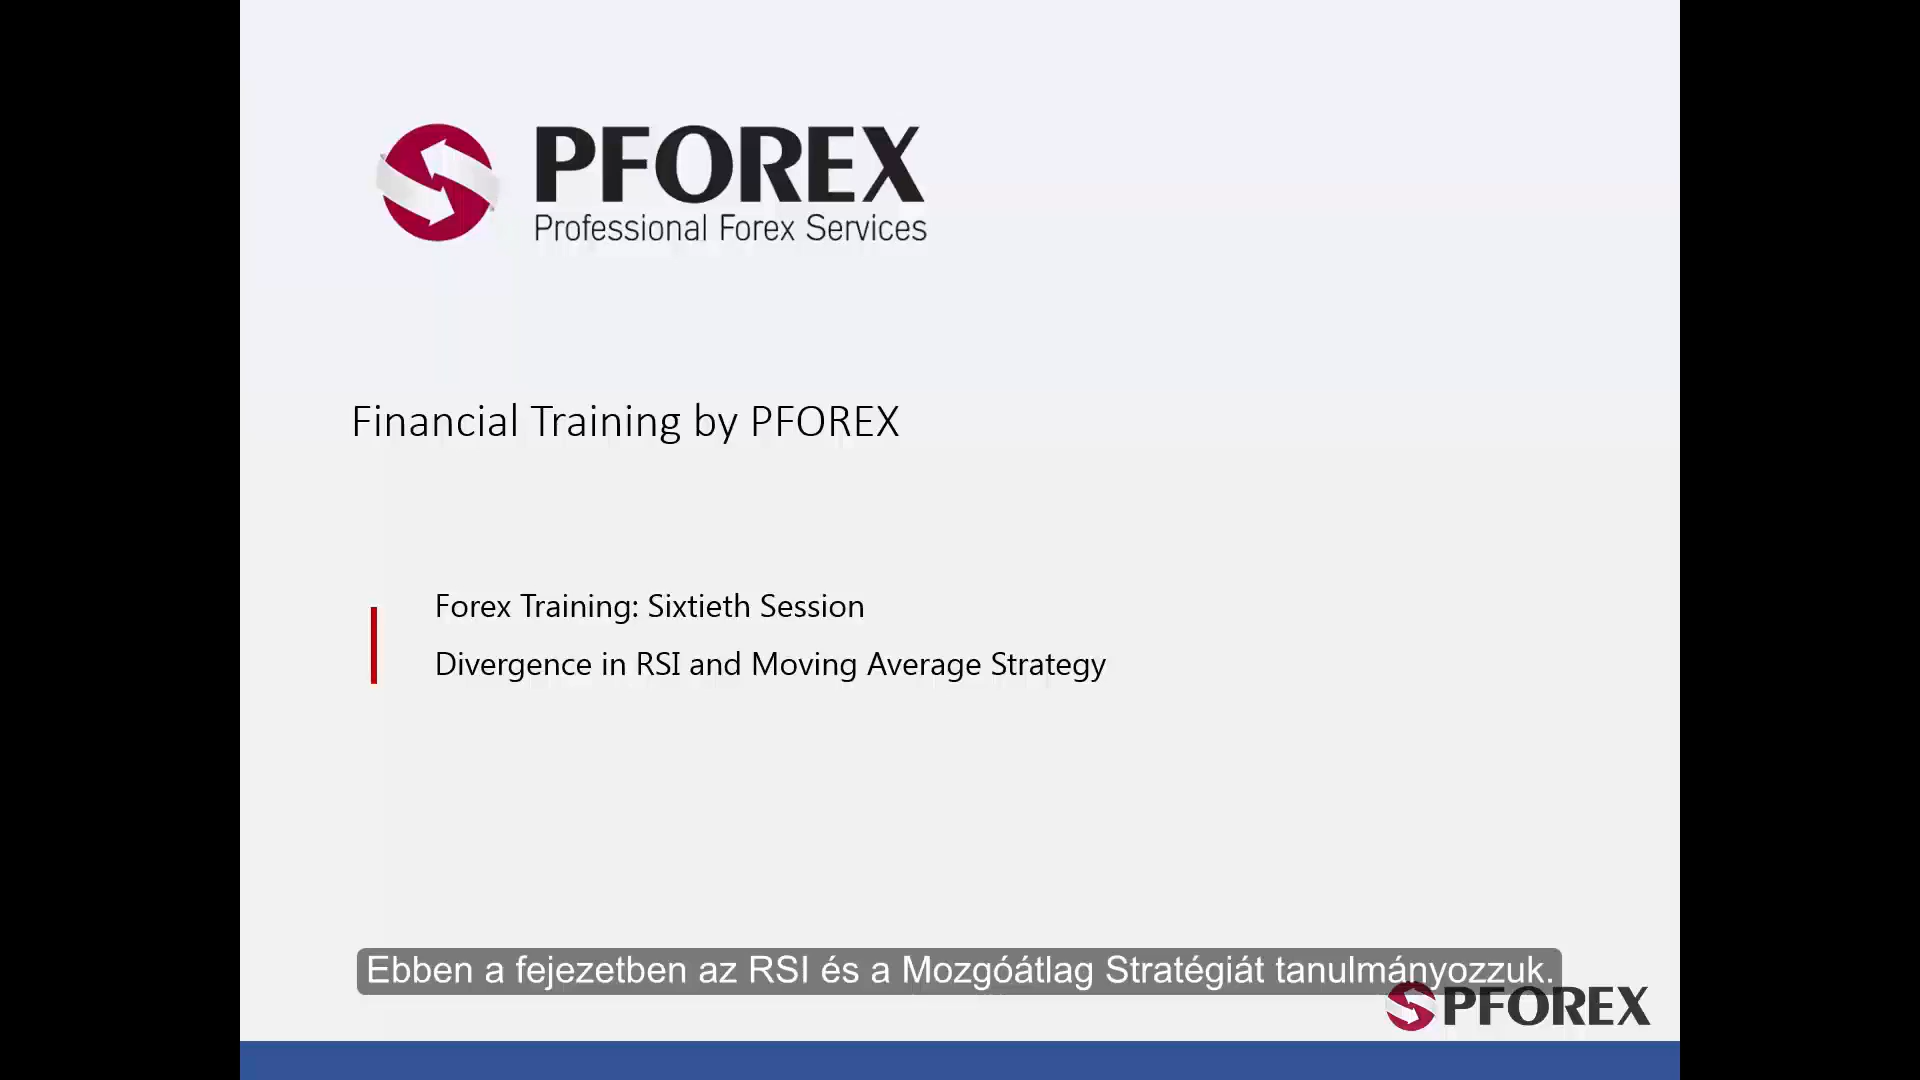 PFOREX
Professional Forex Services
Financial Training by PFOREX
Forex Training: Sixtieth Session
Divergence in RSI and Moving Average Strategy
Ebben a fejezetben az RSI és a Mozgóátlag Stratégiát tanulmányozzuk.
PFOREX